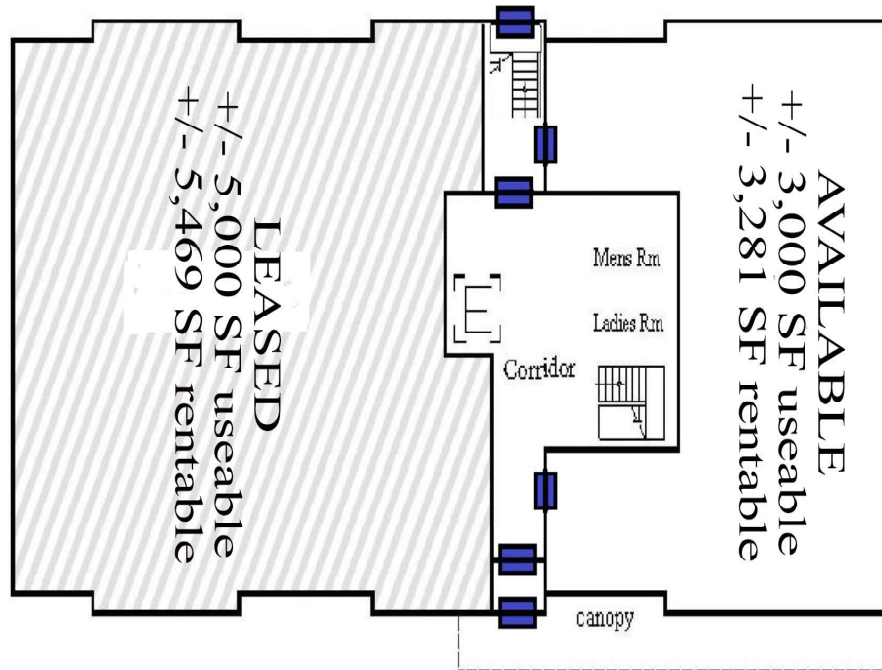 LEASED
+/- 5,000 SF useable
+/- 5,469 SF rentable
E
Mens Rm
Ladies Rm
Corridor
AVAILABLE
+/- 3,000 SF useable
+/- 3,281 SF rentable
canopy